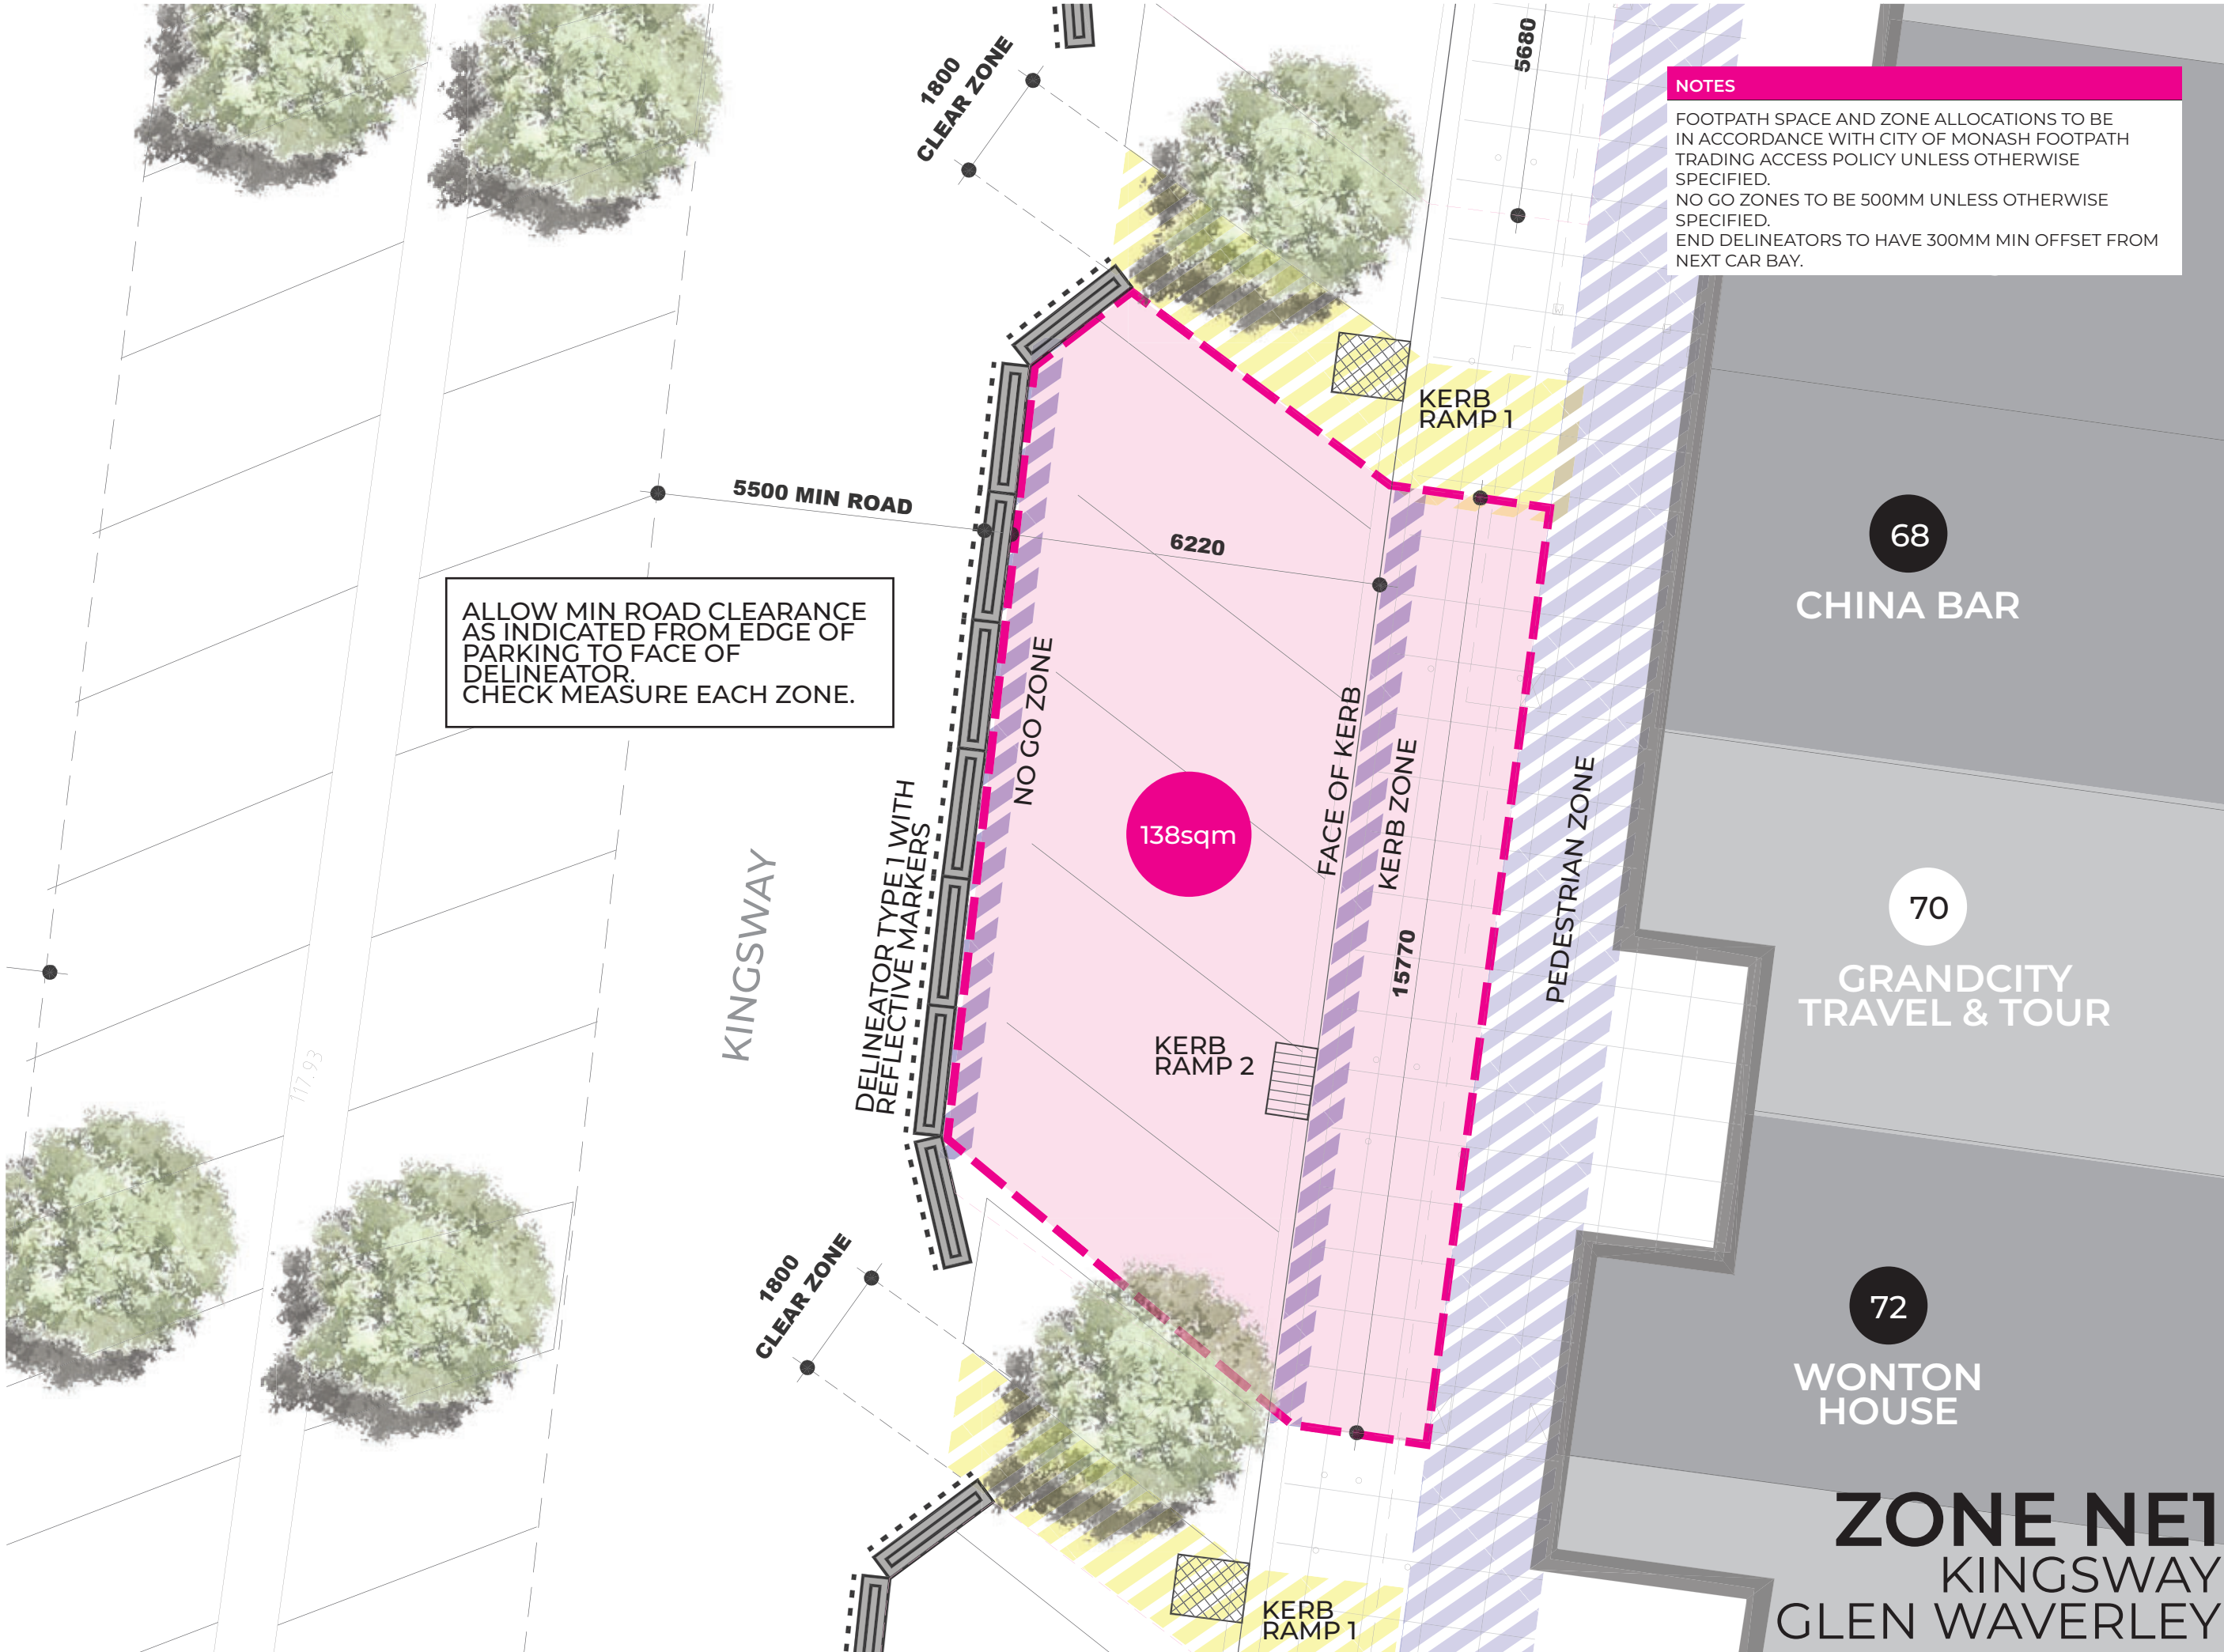 5680
1800
CLEAR ZONE
NOTES
FOOTPATH SPACE AND ZONE ALLOCATIONS TO BE
IN ACCORDANCE WITH CITY OF MONASH FOOTPATH
TRADING ACCESS POLICY UNLESS OTHERWISE
SPECIFIED.
NO GO ZONES TO BE 500MM UNLESS OTHERWISE
SPECIFIED.
END DELINEATORS TO HAVE 300MM MIN OFFSET FROM
NEXT CAR BAY.
KERB
RAMP 1
5500 MIN ROAD
6220
68
CHINA BAR
ALLOW MIN ROAD CLEARANCE
AS INDICATED FROM EDGE OF
PARKING TO FACE OF
DELINEATOR.
CHECK MEASURE EACH ZONE.
NO GO ZONE
FACE OF KERB
KERB ZONE
PEDESTRIAN ZONE
138sqm
KINGSWAY
DELINEATOR TYPE 1 WITH
REFLECTIVE MARKERS
15770
70
GRANDCITY
TRAVEL & TOUR
KERB
RAMP 2
117.93
1800
CLEAR ZONE
72
WONTON
HOUSE
KERB
RAMP 1
ZONE NE1
KINGSWAY
GLEN WAVERLEY